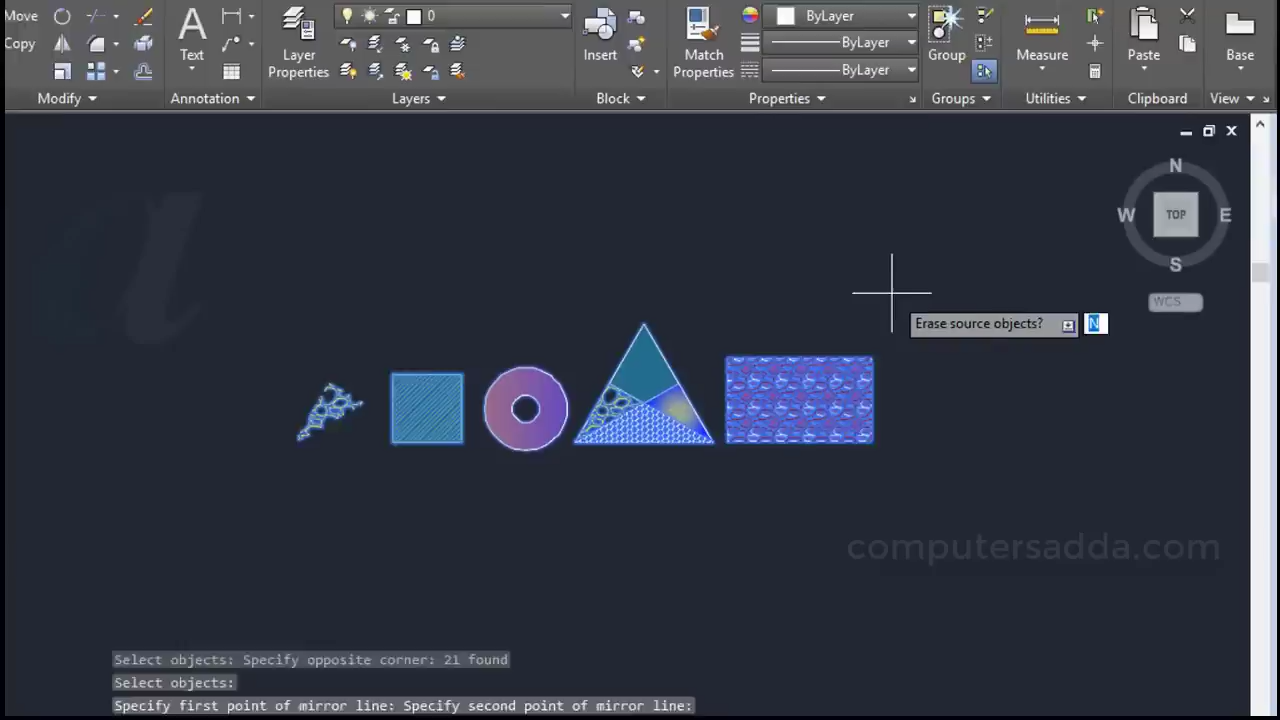 Move
Copy
Text
Layer
Properties
0
Insert
Match
Properties
ByLayer
ByLayer
ByLayer
Group
Measure
Paste
Base
Modify
Annotation
Layers
Block
Properties
Groups
Utilities
Clipboard
View
N
W
TOP
E
S
WCS
Erase source objects?
N
computersadda.com
Select objects: Specify opposite corner: 21 found
Select objects:
Specify first point of mirror line: Specify second point of mirror line: